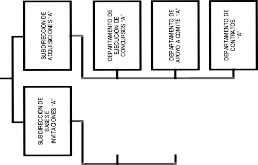 SUBDIRECCIÓN DE
ADQUISICIONES "A"
DEPARTAMENTO DE
EJECUCIÓN DE
CONCURSOS "A"
DEPARTAMENTO DE
APOYO A COMITÉ "A"
DEPARTAMENTO DE
CONTRATOS
"A"
SUBDIRECCIÓN DE
BASES E
INVITACIONES "A"